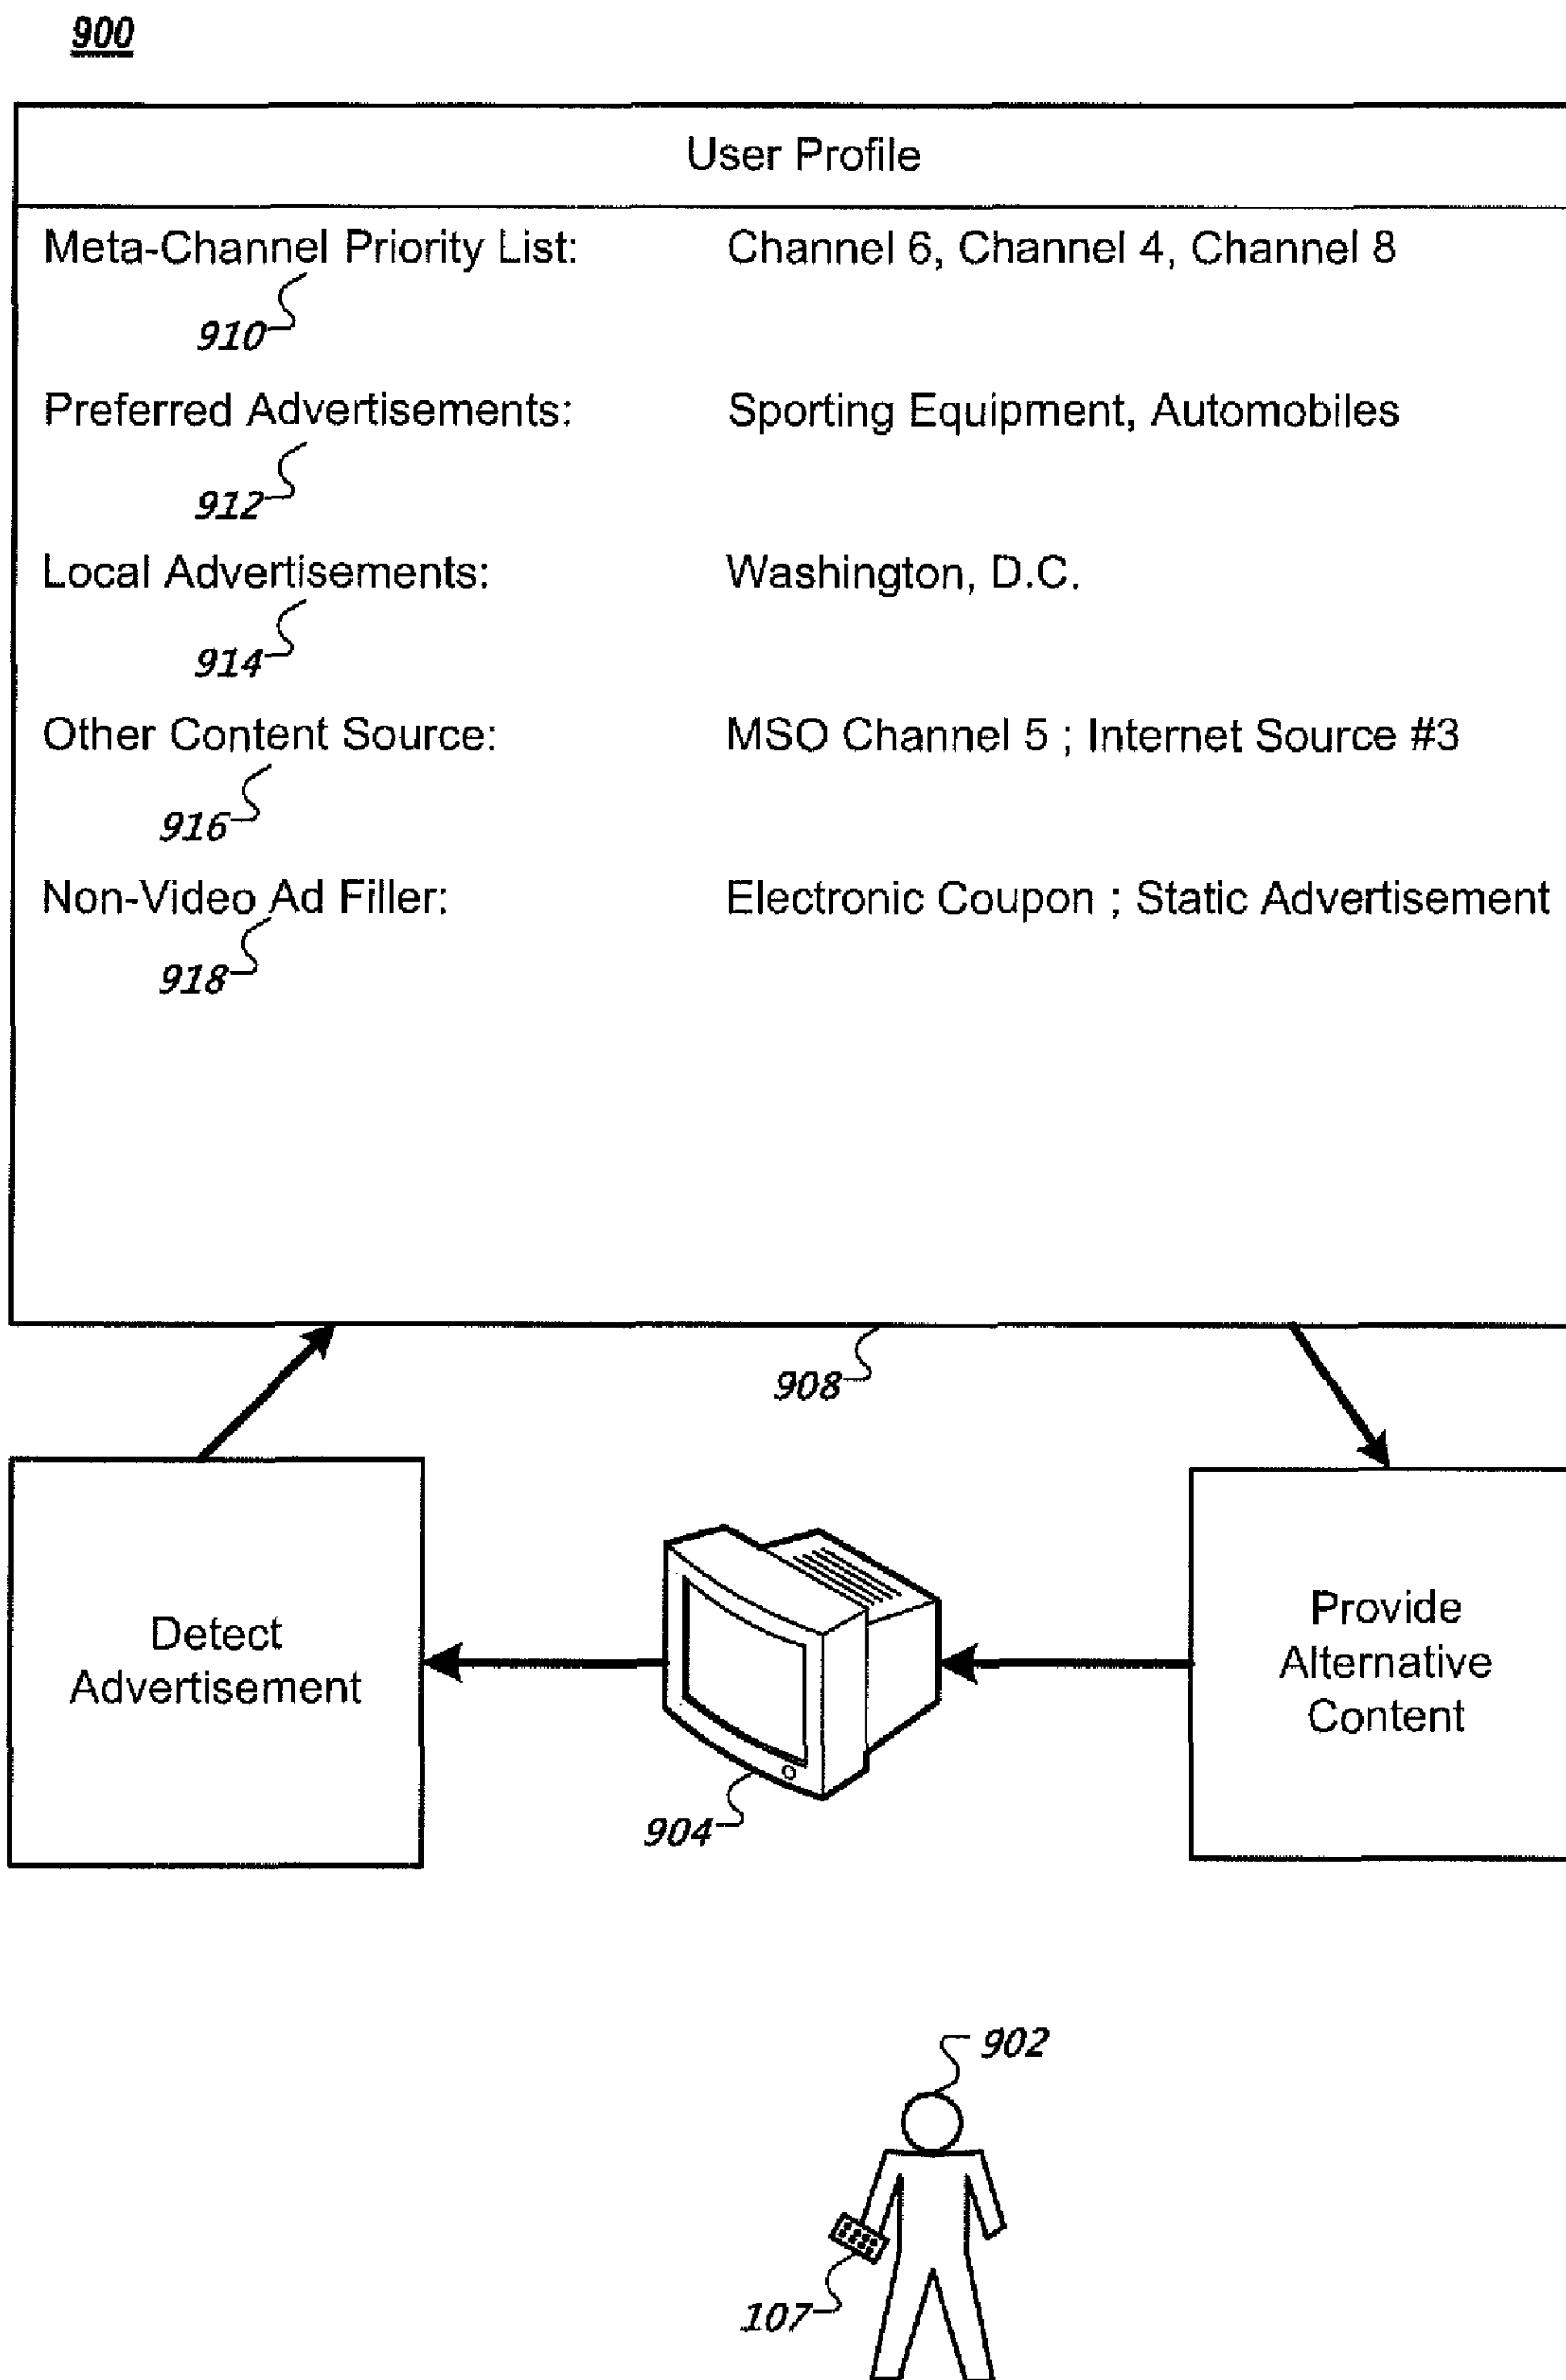 900
User Profile
Meta-Channel Priority List: Channel 6, Channel 4, Channel 8
910
Preferred Advertisements: Sporting Equipment, Automobiles
912
Local Advertisements: Washington, D.C.
914
Other Content Source: MSO Channel 5 ; Internet Source #3
916
Non-Video Ad Filler: Electronic Coupon ; Static Advertisement
918
908
Detect
Advertisement
904
Provide
Alternative
Content
902
107